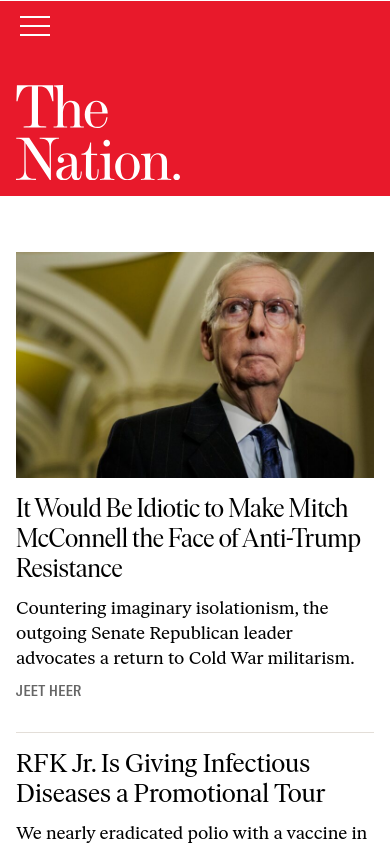 The
Nation.
It Would Be Idiotic to Make Mitch
McConnell the Face of Anti-Trump
Resistance
Countering imaginary isolationism, the
outgoing Senate Republican leader
advocates a return to Cold War militarism.
JEET HEER
RFK Jr. Is Giving Infectious
Diseases a Promotional Tour
We nearly eradicated polio with a vaccine in